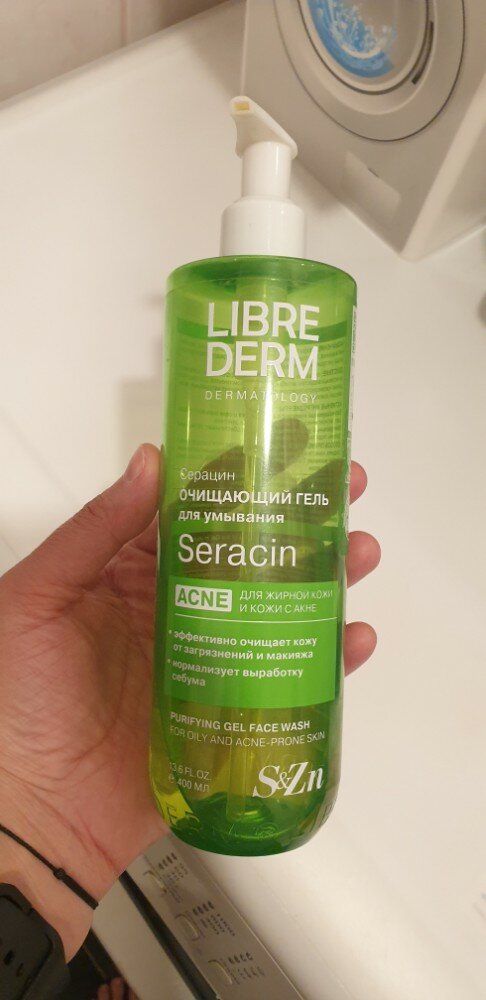 LIBRE
DERM
DERMATOLOGY
Серацин
ОЧИЩАЮЩИЙ ГЕЛЬ
для умывания
Seracin
ACNE
ДЛЯ ЖИРНОЙ КОЖИ
И КОЖИ С АКНЕ
• эффективно очищает кожу
от загрязнений и макияжа
• нормализует выработку
себума
PURIFYING GEL FACE WASH
FOR OILY AND ACNE-PRONE SKIN
S&Zn
13.6 FL.OZ.
℮ 400 МЛ